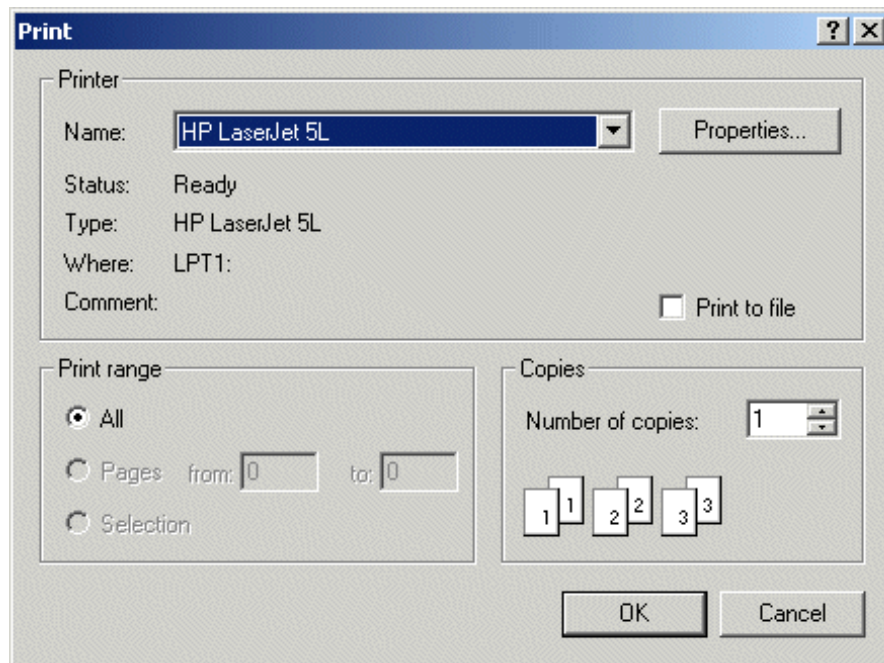 Print
Printer
Name: HP LaserJet 5L Properties...
Status: Ready
Type: HP LaserJet 5L
Where: LPT1:
Comment: Print to file
Print range
All
Pages from: 0 to: 0
Selection
Copies
Number of copies: 1
1 1 2 2 3 3
OK Cancel